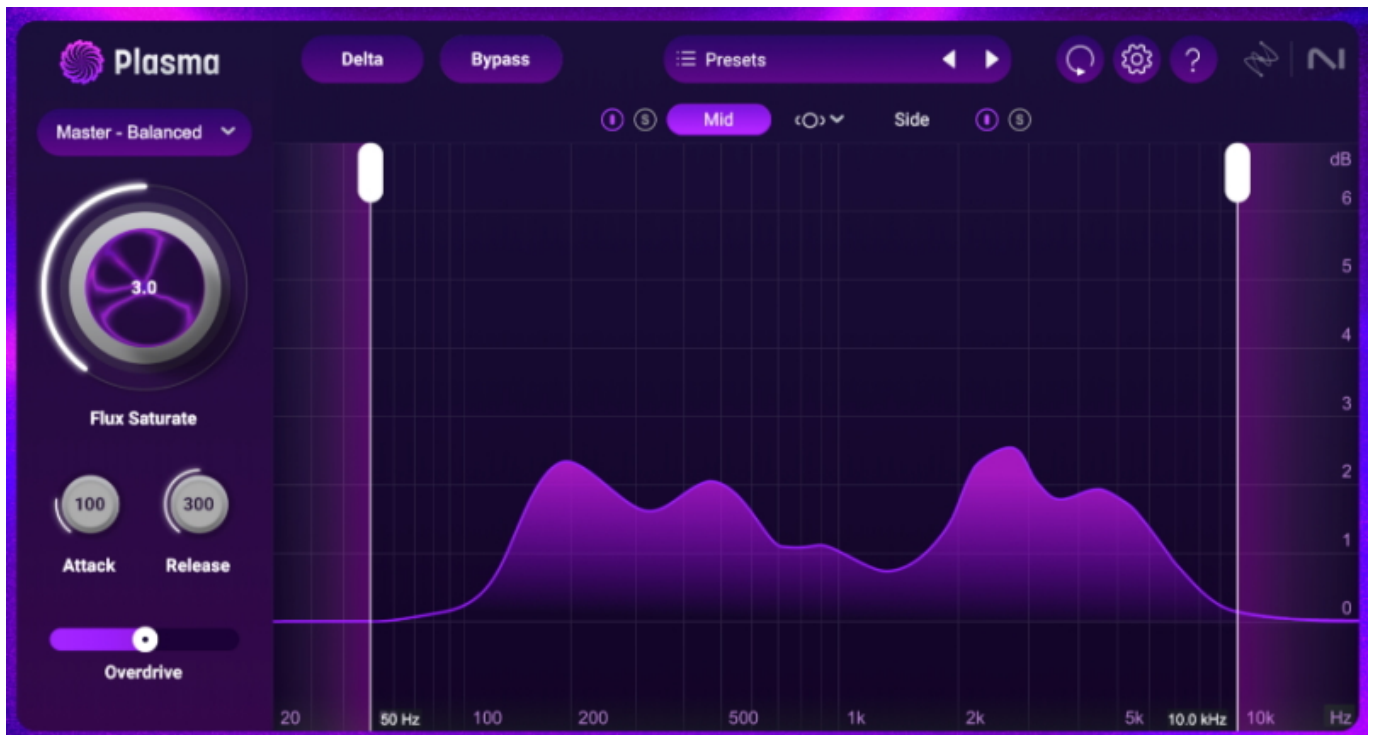 Plasma
Delta
Bypass
Presets
?
Master - Balanced
S
Mid
Side
S
dB
6
5
4
3
2
1
0
3.0
Flux Saturate
100
300
Attack
Release
Overdrive
20
50 Hz
100
200
500
1k
2k
5k
10.0 kHz
10k
Hz